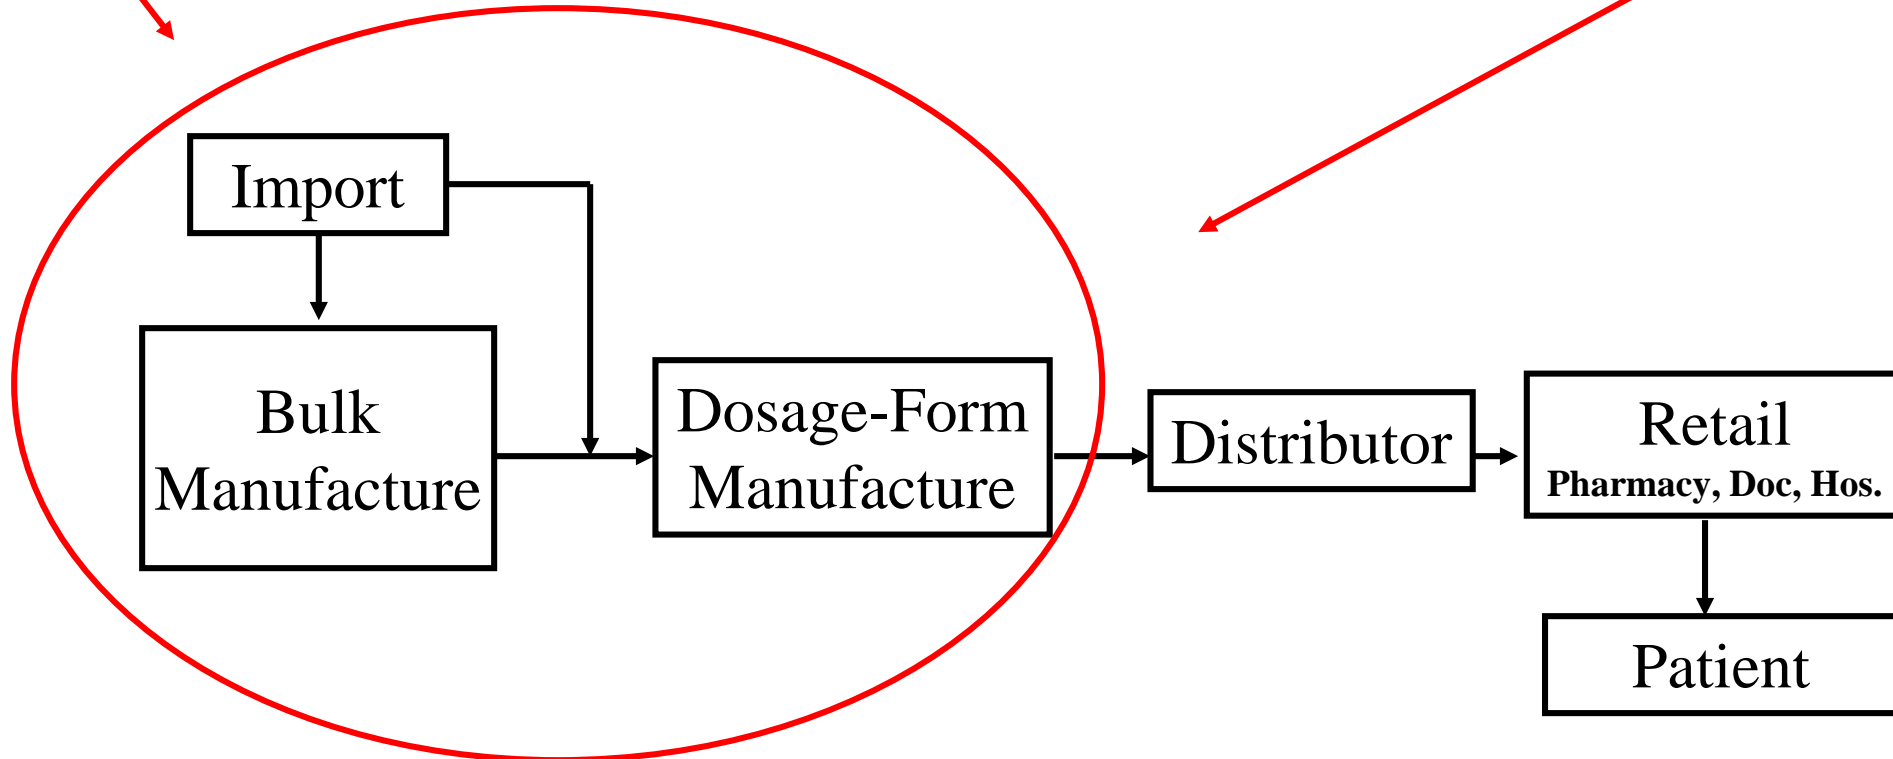 Import
Bulk
Manufacture
Dosage-Form
Manufacture
Distributor
Retail
Pharmacy, Doc, Hos.
Patient